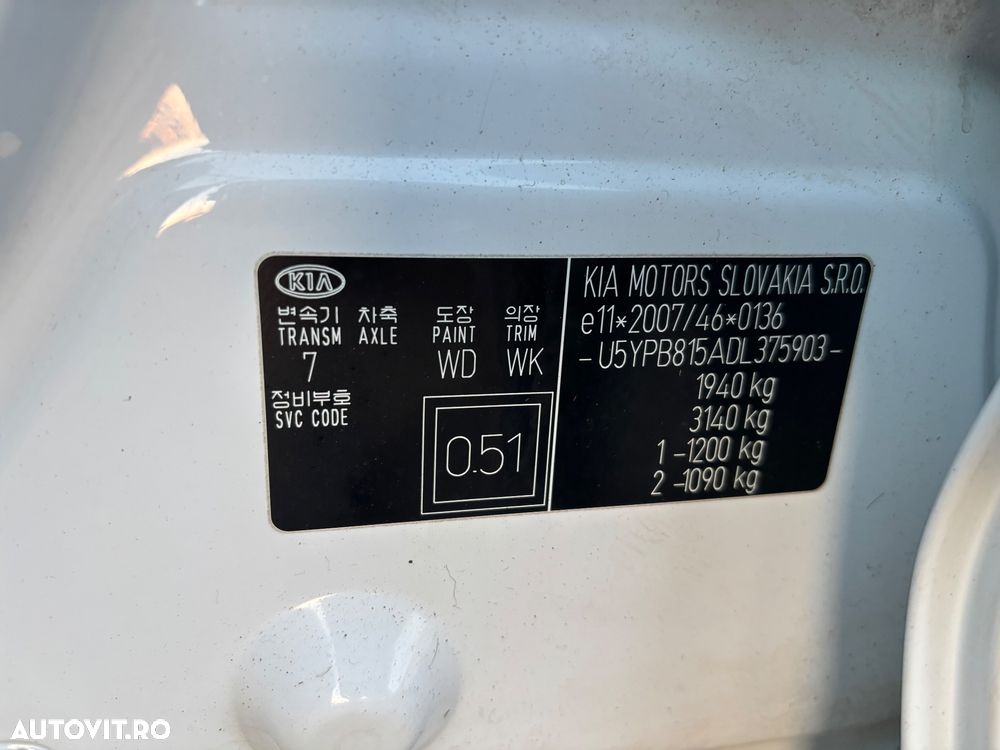 KIA
변속기 차축 도장 의장
TRANSM AXLE PAINT TRIM
7 WD WK
정비부호
SVC CODE
0.51
KIA MOTORS SLOVAKIA S.R.O.
e11*2007/46*0136
-U5YPB815ADL375903-
1940 kg
3140 kg
1 -1200 kg
2 -1090 kg
AUTOVIT.RO